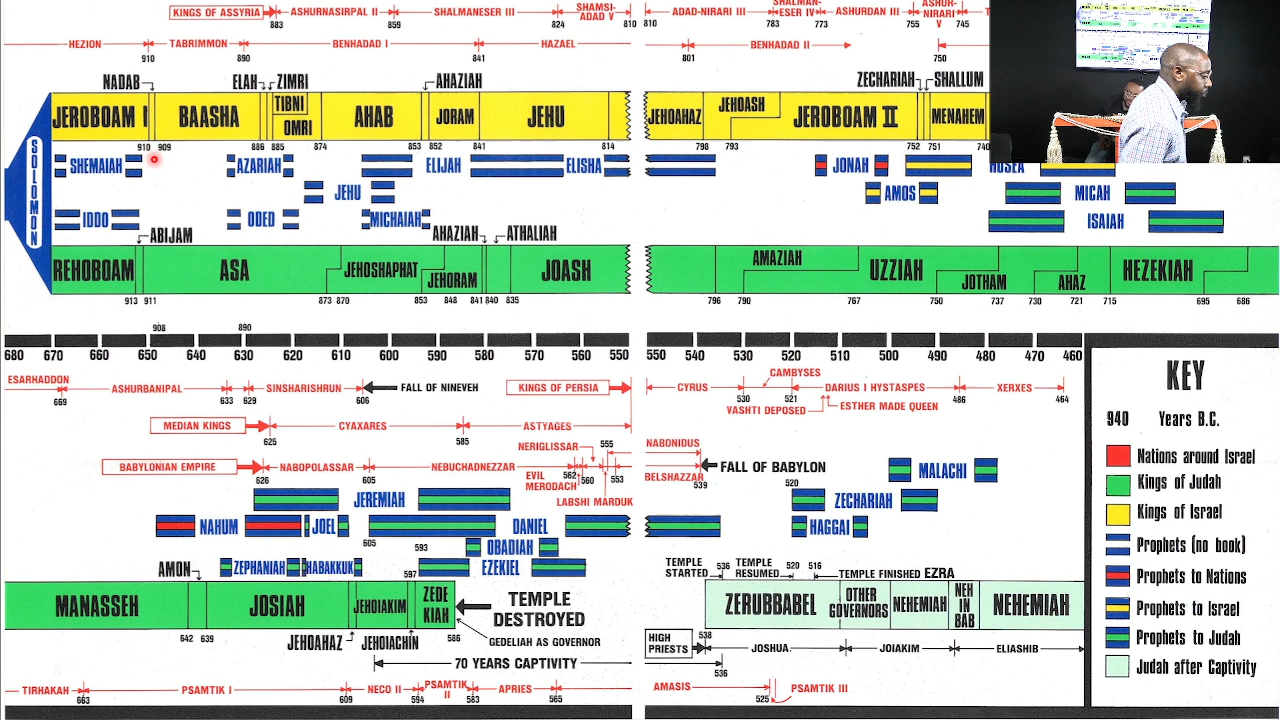 KINGS OF ASSYRIA
ASHURNASIRPAL II
SHALMANESER III
SHAMSI-
ADAD V
ADAD-NIRARI III
SHALMAN-
ESER IV
ASHURDAN III
ASHUR-
NIRARI
V
883
859
824
810
810
783
773
755
745
HEZION
TABRIMMON
BENHADAD I
HAZAEL
BENHADAD II
910
890
841
801
750
NADAB
ELAH
ZIMRI
AHAZIAH
ZECHARIAH
SHALLUM
JEROBOAM I
BAASHA
TIBNI
OMRI
AHAB
JORAM
JEHU
JEHOAHAZ
JEHOASH
JEROBOAM II
MENAHEM
910
909
886
885
874
853
852
841
814
798
793
752
751
740
SOLOMON
SHEMAIAH
AZARIAH
ELIJAH
ELISHA
JONAH
HOSEA
JEHU
AMOS
MICAH
IDDO
ODED
MICHAIAH
ISAIAH
ABIJAM
AHAZIAH
ATHALIAH
REHOBOAM
ASA
JEHOSHAPHAT
JEHORAM
JOASH
AMAZIAH
UZZIAH
JOTHAM
AHAZ
HEZEKIAH
913
911
873
870
853
848
841
840
835
796
790
767
750
737
730
721
715
695
686
908
890
680
670
660
650
640
630
620
610
600
590
580
570
560
550
550
540
530
520
510
500
490
480
470
460
ESARHADDON
ASHURBANIPAL
SINSHARISHRUN
FALL OF NINEVEH
KINGS OF PERSIA
CYRUS
CAMBYSES
DARIUS I HYSTASPES
XERXES
669
633
629
606
530
521
486
464
VASHTI DEPOSED
ESTHER MADE QUEEN
MEDIAN KINGS
CYAXARES
ASTYAGES
625
585
NERIGLISSAR
555
NABONIDUS
BABYLONIAN EMPIRE
NABOPOLASSAR
NEBUCHADNEZZAR
EVIL
MERODACH
562
560
553
LABSHI MARDUK
BELSHAZZAR
539
FALL OF BABYLON
626
605
JEREMIAH
MALACHI
520
ZECHARIAH
NAHUM
JOEL
DANIEL
HAGGAI
605
593
OBADIAH
ZEPHANIAH
HABAKKUK
EZEKIEL
AMON
597
TEMPLE
STARTED
536
TEMPLE
RESUMED
520
516
TEMPLE FINISHED
EZRA
MANASSEH
JOSIAH
JEHOIAKIM
ZEDE
KIAH
TEMPLE
DESTROYED
ZERUBBABEL
OTHER
GOVERNORS
NEHEMIAH
NEH
IN
BAB
NEHEMIAH
642
639
JEHOAHAZ
JEHOIACHIN
586
GEDELIAH AS GOVERNOR
HIGH
PRIESTS
538
JOSHUA
JOIAKIM
ELIASHIB
70 YEARS CAPTIVITY
536
TIRHAKAH
PSAMTIK I
NECO II
PSAMTIK
II
APRIES
AMASIS
PSAMTIK III
663
609
594
583
565
525
KEY
940 Years B.C.
Nations around Israel
Kings of Judah
Kings of Israel
Prophets (no book)
Prophets to Nations
Prophets to Israel
Prophets to Judah
Judah after Captivity